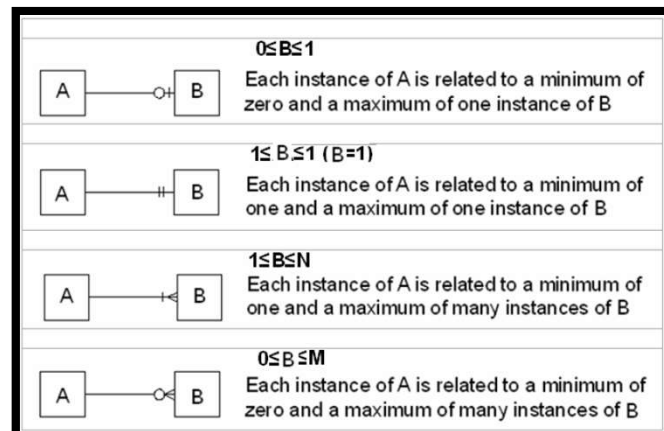 0≤B≤1
A B Each instance of A is related to a minimum of
zero and a maximum of one instance of B
1≤ B ≤1 (B=1)
A B Each instance of A is related to a minimum of
one and a maximum of one instance of B
1≤B≤N
A B Each instance of A is related to a minimum of
one and a maximum of many instances of B
0≤B≤M
A B Each instance of A is related to a minimum of
zero and a maximum of many instances of B